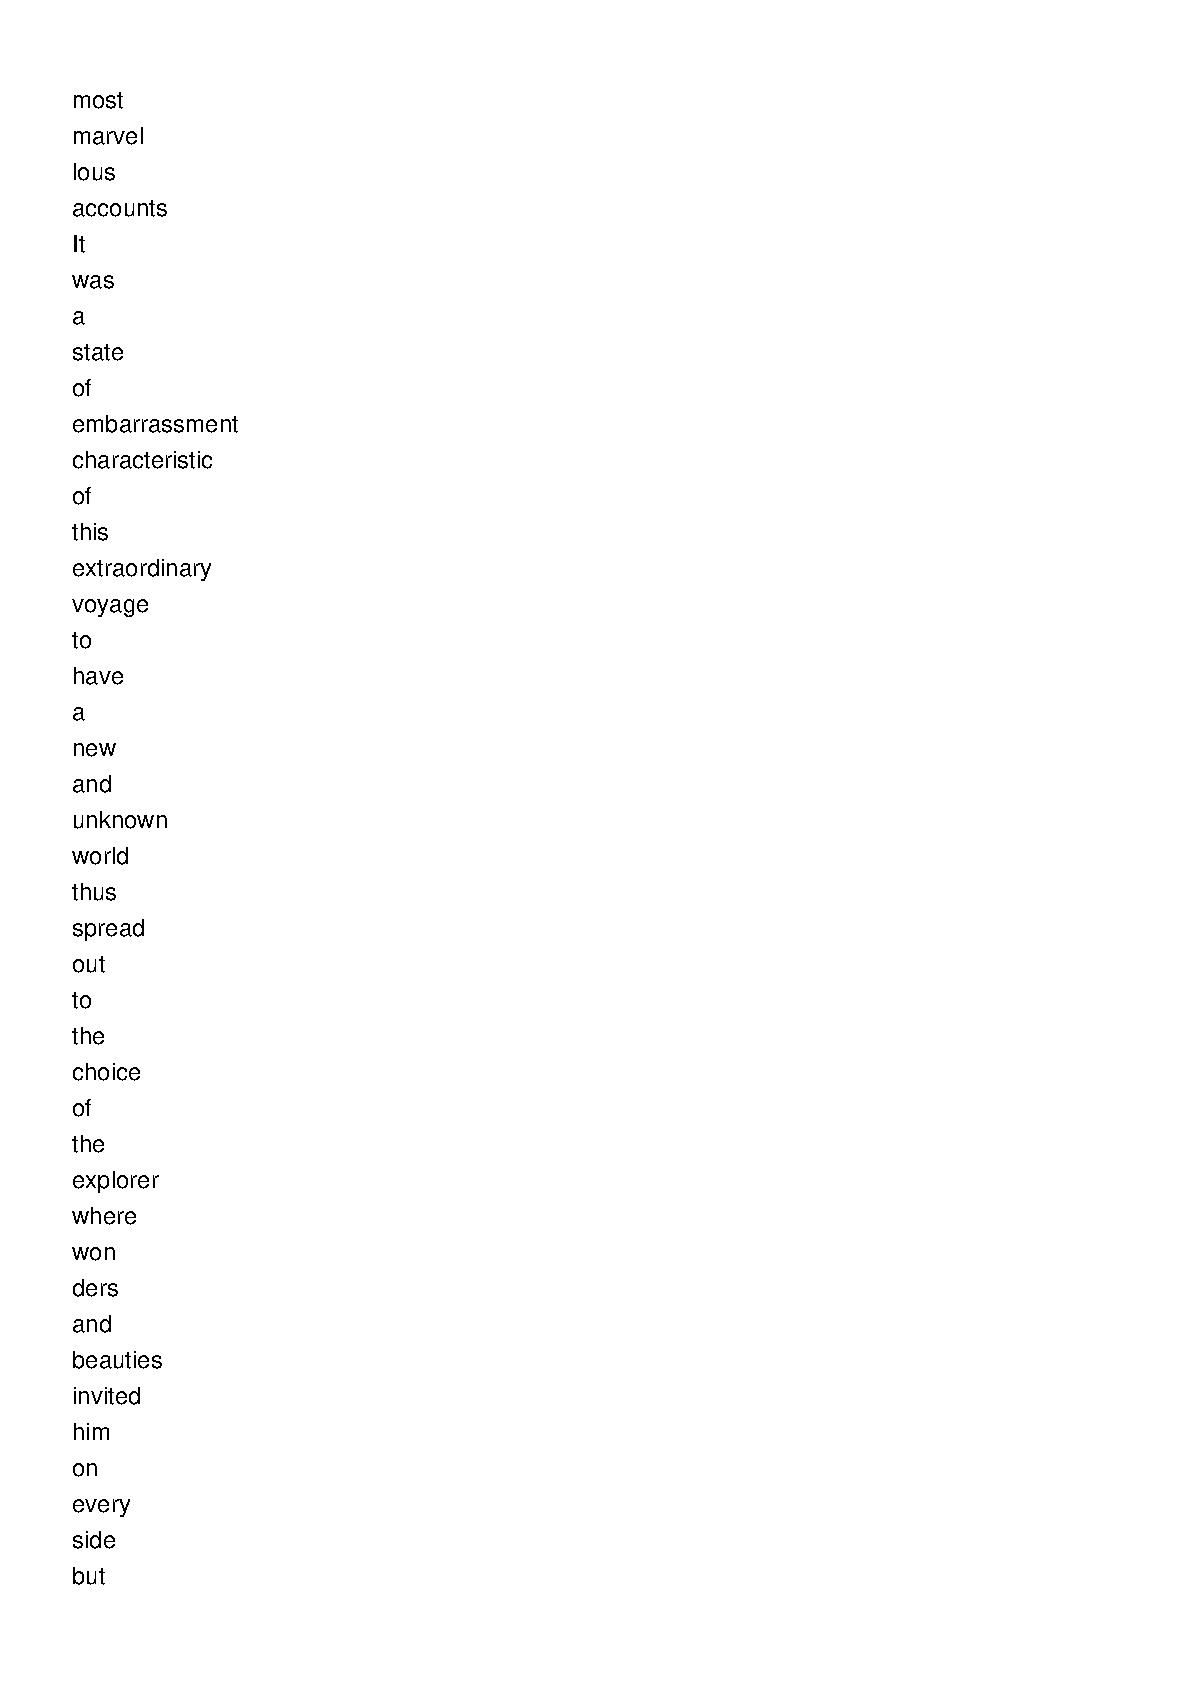 most
marvel
lous
accounts
It
was
a
state
of
embarrassment
characteristic
of
this
extraordinary
voyage
to
have
a
new
and
unknown
world
thus
spread
out
to
the
choice
of
the
explorer
where
won
ders
and
beauties
invited
him
on
every
side
but